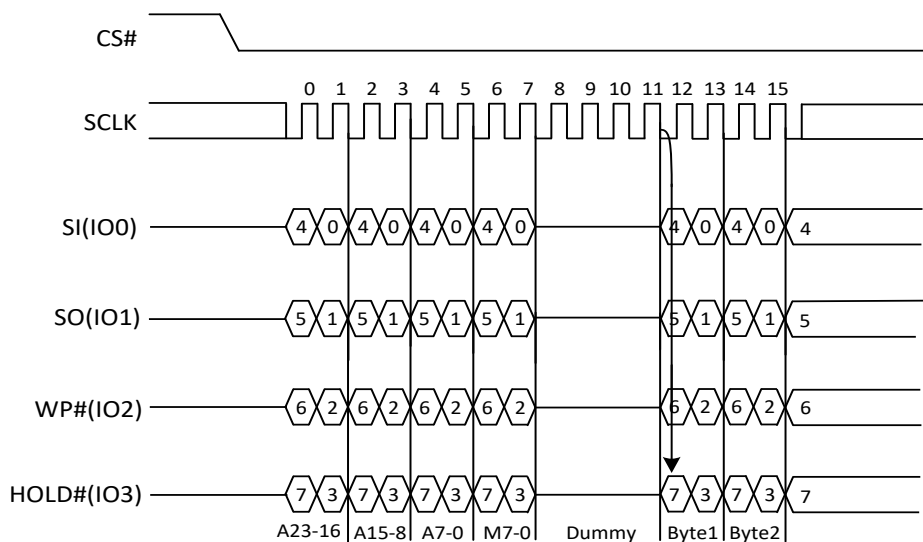 CS#
0 1 2 3 4 5 6 7 8 9 10 11 12 13 14 15
SCLK
SI(IO0) 4 0 4 0 4 0 4 0 4 0 4 0 4
SO(IO1) 5 1 5 1 5 1 5 1 5 1 5 1 5
WP#(IO2) 6 2 6 2 6 2 6 2 6 2 6 2 6
HOLD#(IO3) 7 3 7 3 7 3 7 3 7 3 7 3 7
A23-16 A15-8 A7-0 M7-0 Dummy Byte1 Byte2